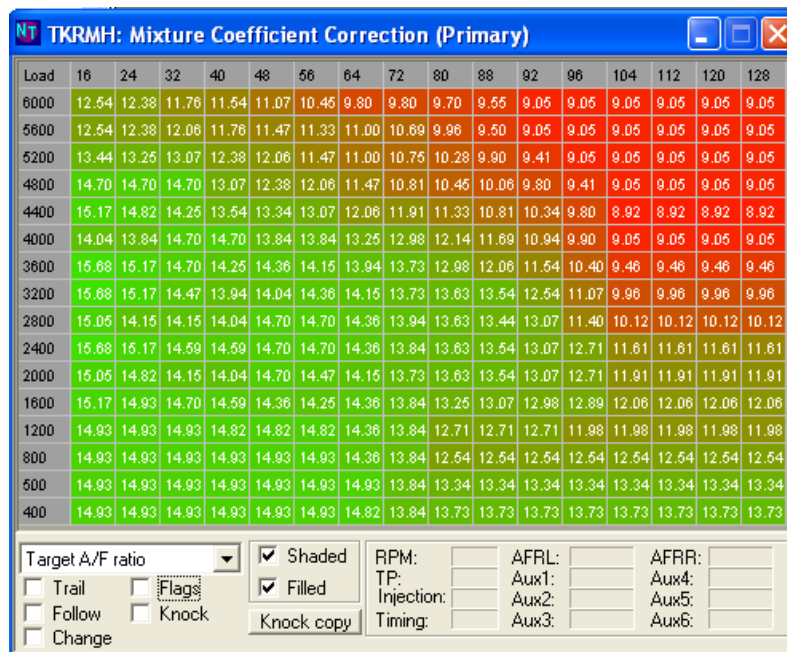 TKRMH: Mixture Coefficient Correction (Primary)
Load 16 24 32 40 48 56 64 72 80 88 92 96 104 112 120 128
6000 12.54 12.38 11.76 11.54 11.07 10.45 9.80 9.80 9.70 9.55 9.05 9.05 9.05 9.05 9.05 9.05
5600 12.54 12.38 12.06 11.76 11.47 11.33 11.00 10.69 9.96 9.50 9.05 9.05 9.05 9.05 9.05 9.05
5200 13.44 13.25 13.07 12.38 12.06 11.47 11.00 10.75 10.28 9.90 9.41 9.05 9.05 9.05 9.05 9.05
4800 14.70 14.70 14.70 13.07 12.38 12.06 11.47 10.81 10.45 10.06 9.80 9.41 9.05 9.05 9.05 9.05
4400 15.17 14.82 14.25 13.54 13.34 13.07 12.06 11.91 11.33 10.81 10.34 9.80 8.92 8.92 8.92 8.92
4000 14.04 13.84 14.70 14.70 13.84 13.84 13.25 12.98 12.14 11.69 10.94 9.90 9.05 9.05 9.05 9.05
3600 15.68 15.17 14.70 14.25 14.36 14.15 13.94 13.73 12.98 12.06 11.54 10.40 9.46 9.46 9.46 9.46
3200 15.68 15.17 14.47 13.94 14.04 14.36 14.15 13.73 13.63 13.54 12.54 11.07 9.96 9.96 9.96 9.96
2800 15.05 14.15 14.15 14.04 14.70 14.70 14.36 13.94 13.63 13.44 13.07 11.40 10.12 10.12 10.12 10.12
2400 15.68 15.17 14.59 14.59 14.70 14.70 14.36 13.84 13.63 13.54 13.07 12.71 11.61 11.61 11.61 11.61
2000 15.05 14.82 14.15 14.04 14.70 14.47 14.15 13.73 13.63 13.54 13.07 12.71 11.91 11.91 11.91 11.91
1600 15.17 14.93 14.70 14.59 14.36 14.25 14.36 13.84 13.25 13.07 12.98 12.89 12.06 12.06 12.06 12.06
1200 14.93 14.93 14.93 14.82 14.82 14.82 14.36 13.84 12.71 12.71 12.71 11.98 11.98 11.98 11.98 11.98
800 14.93 14.93 14.93 14.93 14.93 14.93 14.36 13.84 12.54 12.54 12.54 12.54 12.54 12.54 12.54 12.54
500 14.93 14.93 14.93 14.93 14.93 14.93 14.93 13.84 13.34 13.34 13.34 13.34 13.34 13.34 13.34 13.34
400 14.93 14.93 14.93 14.93 14.93 14.93 14.82 13.84 13.73 13.73 13.73 13.73 13.73 13.73 13.73 13.73
Target A/F ratio Shaded RPM: AFRL: AFRR:
Trail Flags Filled TP: Aux1: Aux4:
Follow Knock Injection: Aux2: Aux5:
Change Knock copy Timing: Aux3: Aux6: